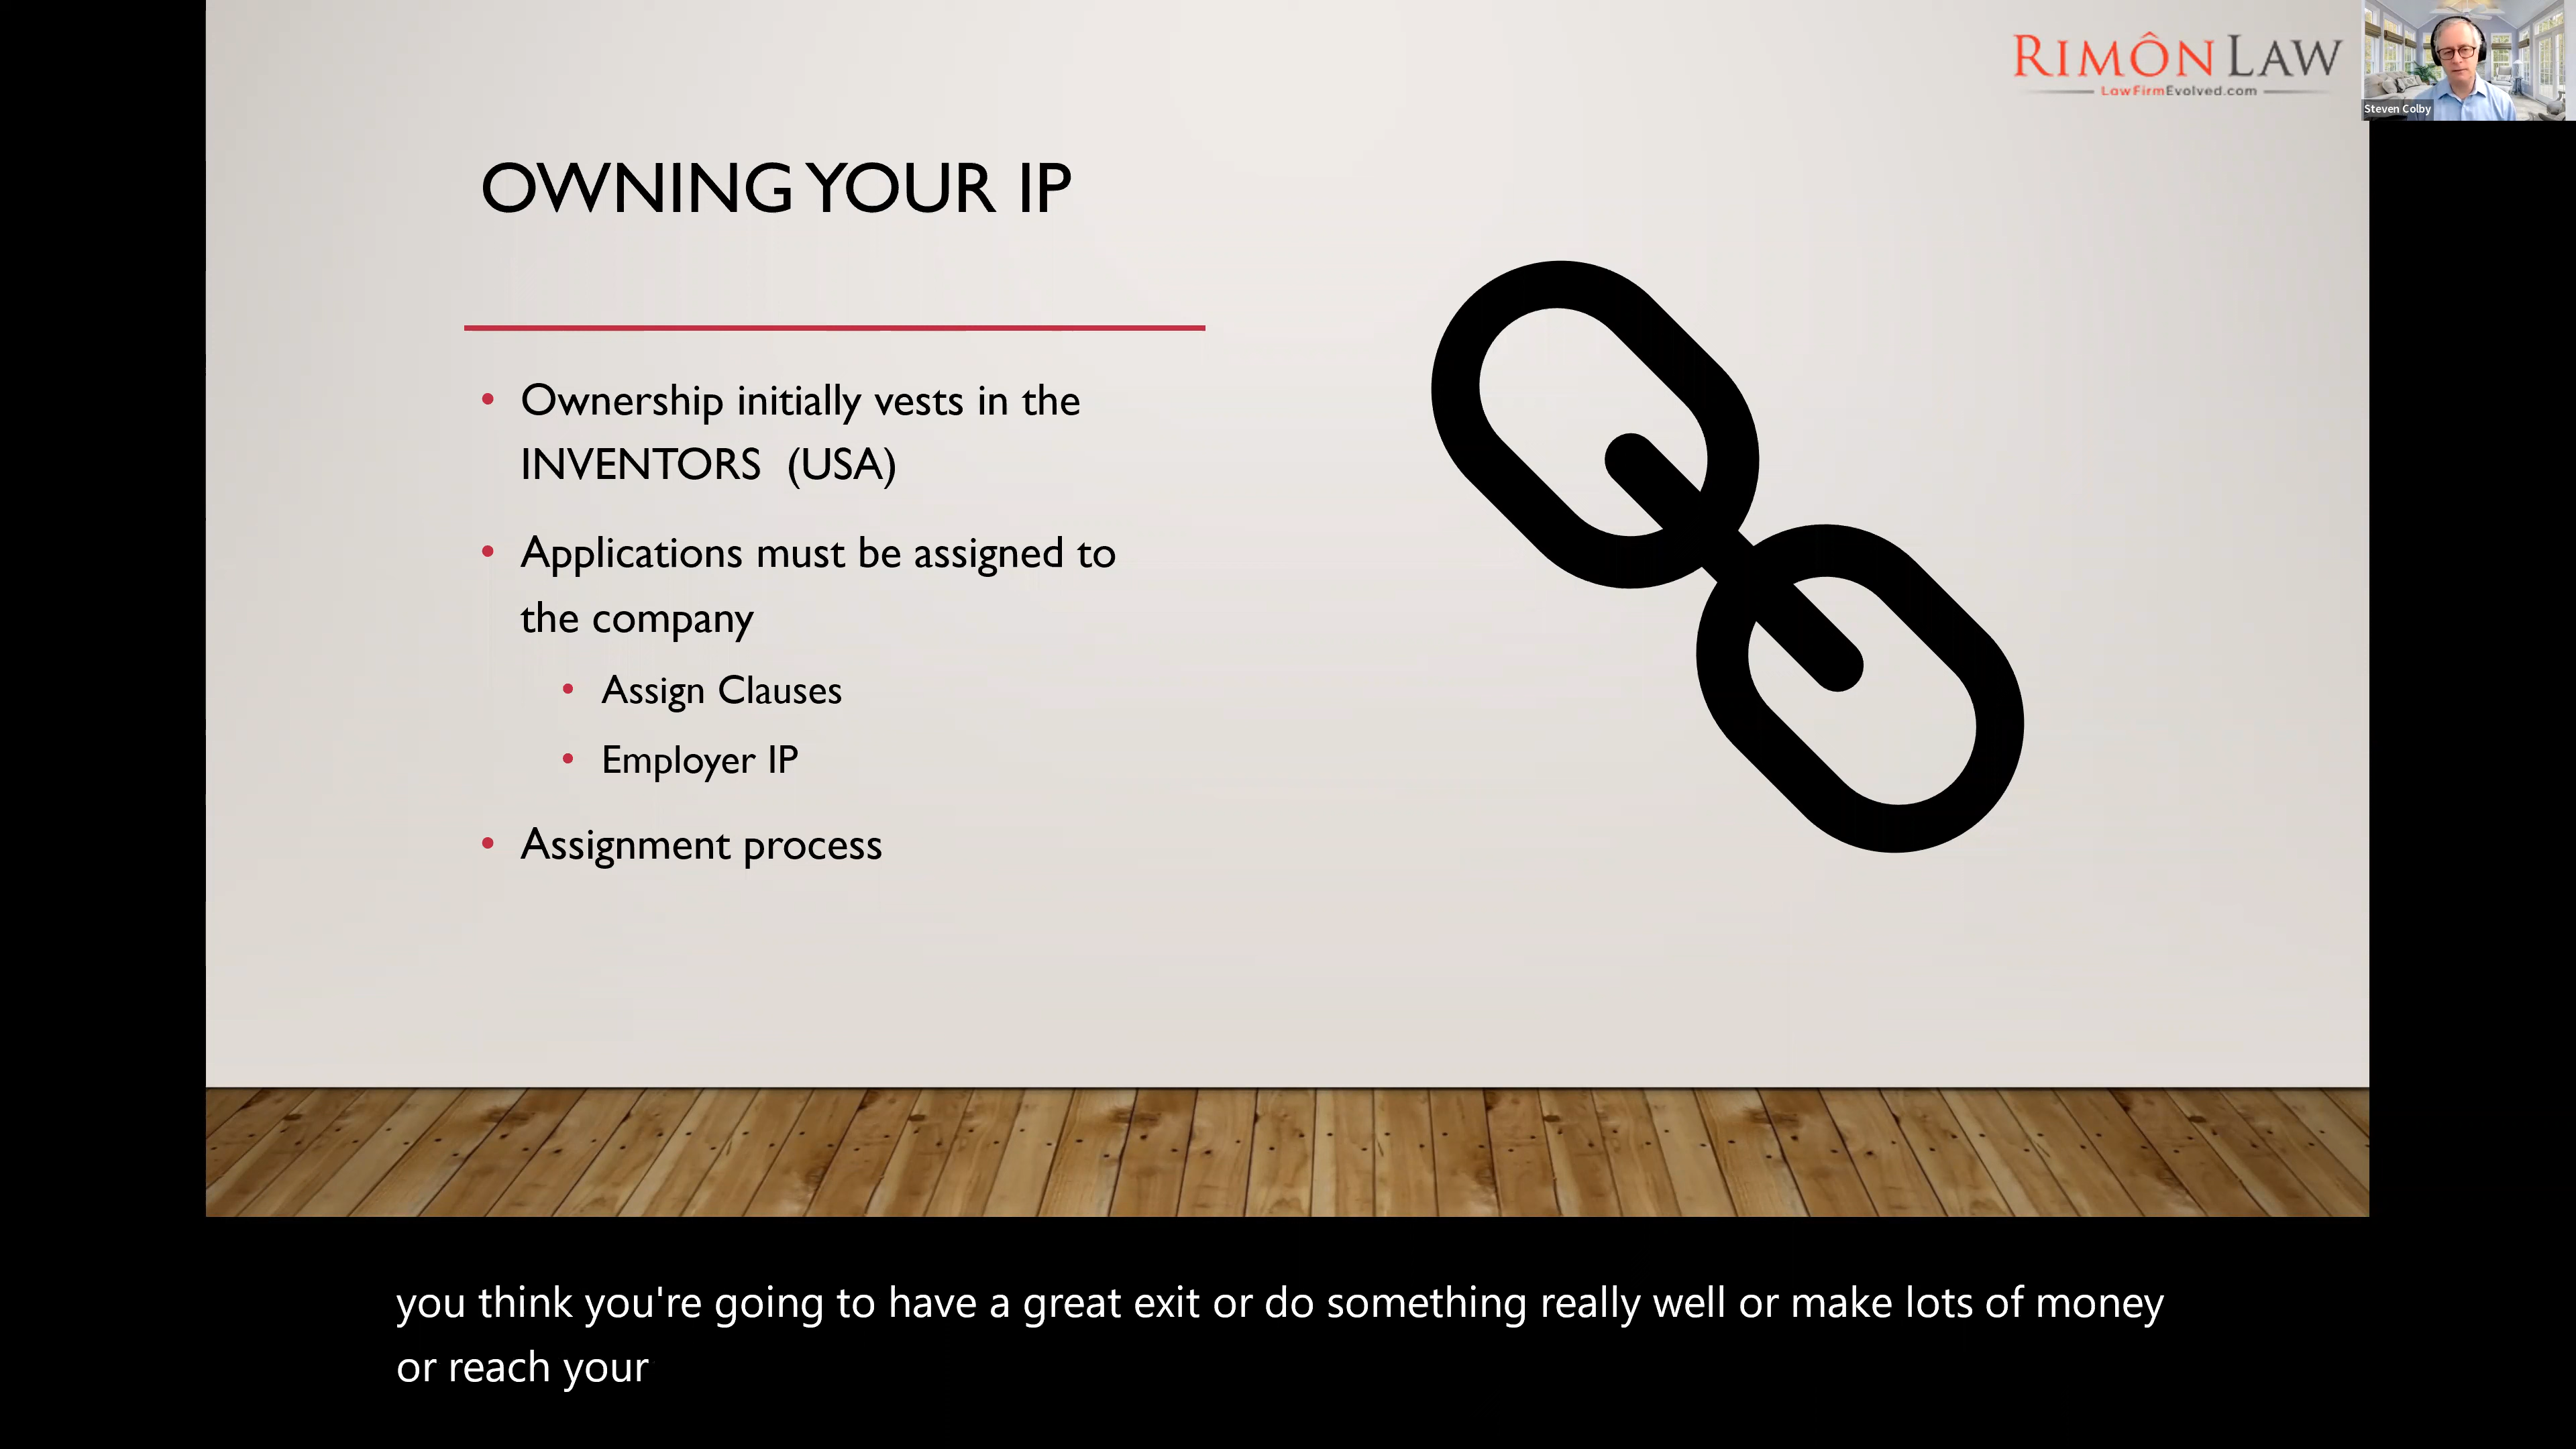 RIMÔN LAW
LawFirmEvolved.com
Steven Colby
OWNING YOUR IP
• Ownership initially vests in the
INVENTORS (USA)
• Applications must be assigned to
the company
• Assign Clauses
• Employer IP
• Assignment process
you think you're going to have a great exit or do something really well or make lots of money
or reach your